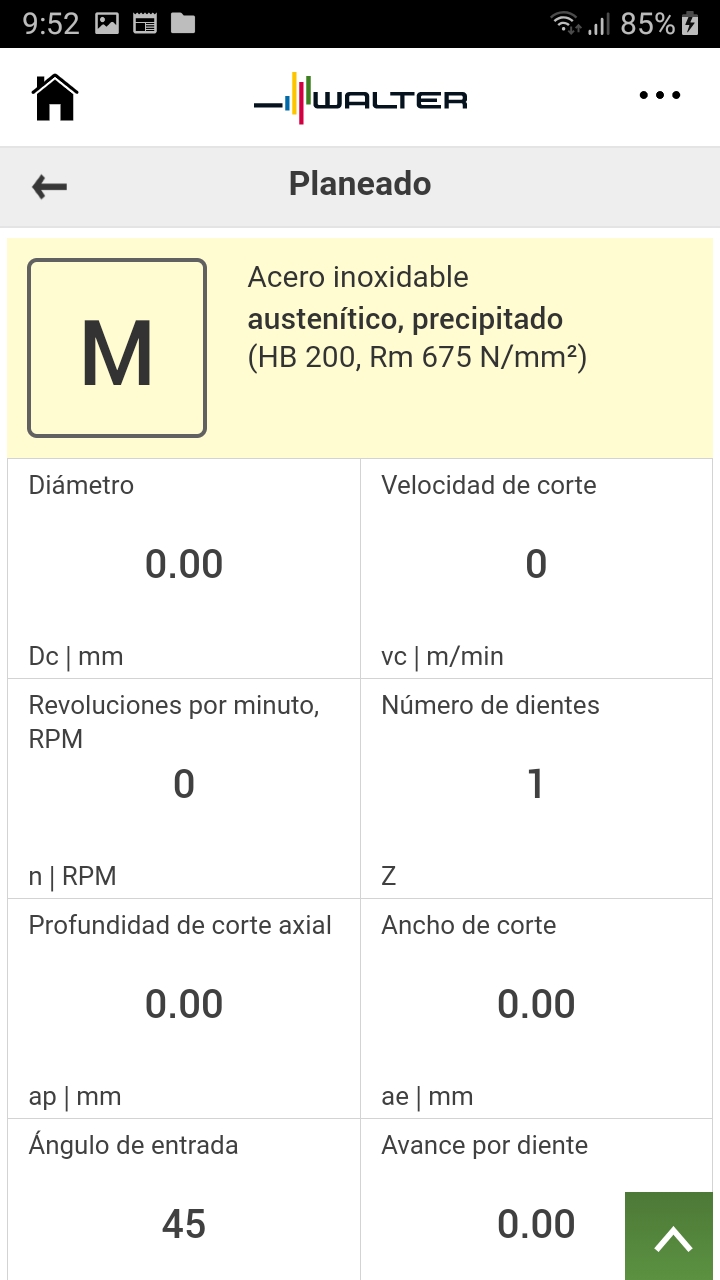 9:52
85%
WALTER
Planeado
M
Acero inoxidable
austenítico, precipitado
(HB 200, Rm 675 N/mm²)
Diámetro
0.00
Dc | mm
Velocidad de corte
0
vc | m/min
Revoluciones por minuto,
RPM
0
n | RPM
Número de dientes
1
Z
Profundidad de corte axial
0.00
ap | mm
Ancho de corte
0.00
ae | mm
Ángulo de entrada
45
Avance por diente
0.00